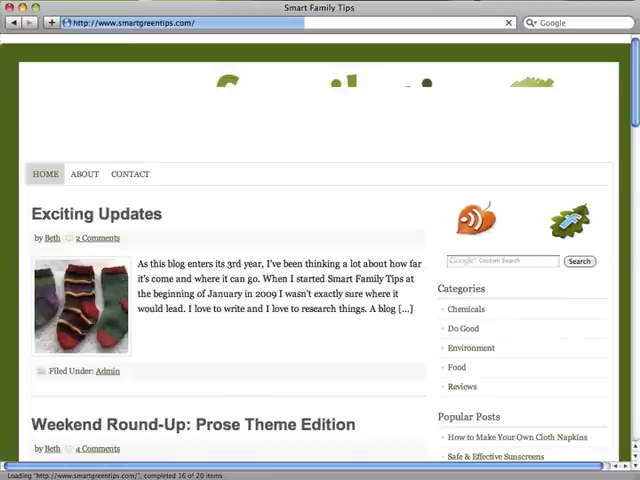 Smart Family Tips
http://www.smartgreentips.com/
Google
HOME ABOUT CONTACT
Exciting Updates
by Beth 2 Comments
As this blog enters its 3rd year, I've been thinking a lot about how far
it's come and where it can go. When I started Smart Family Tips at
the beginning of January in 2009 I wasn't exactly sure where it
would lead. I love to write and I love to research things. A blog [...]
Filed Under: Admin
Weekend Round-Up: Prose Theme Edition
by Beth 4 Comments
Google Custom Search
Search
Categories
Chemicals
Do Good
Environment
Food
Reviews
Popular Posts
How to Make Your Own Cloth Napkins
Safe & Effective Sunscreens
Loading "http://www.smartgreentips.com/", completed 16 of 20 items